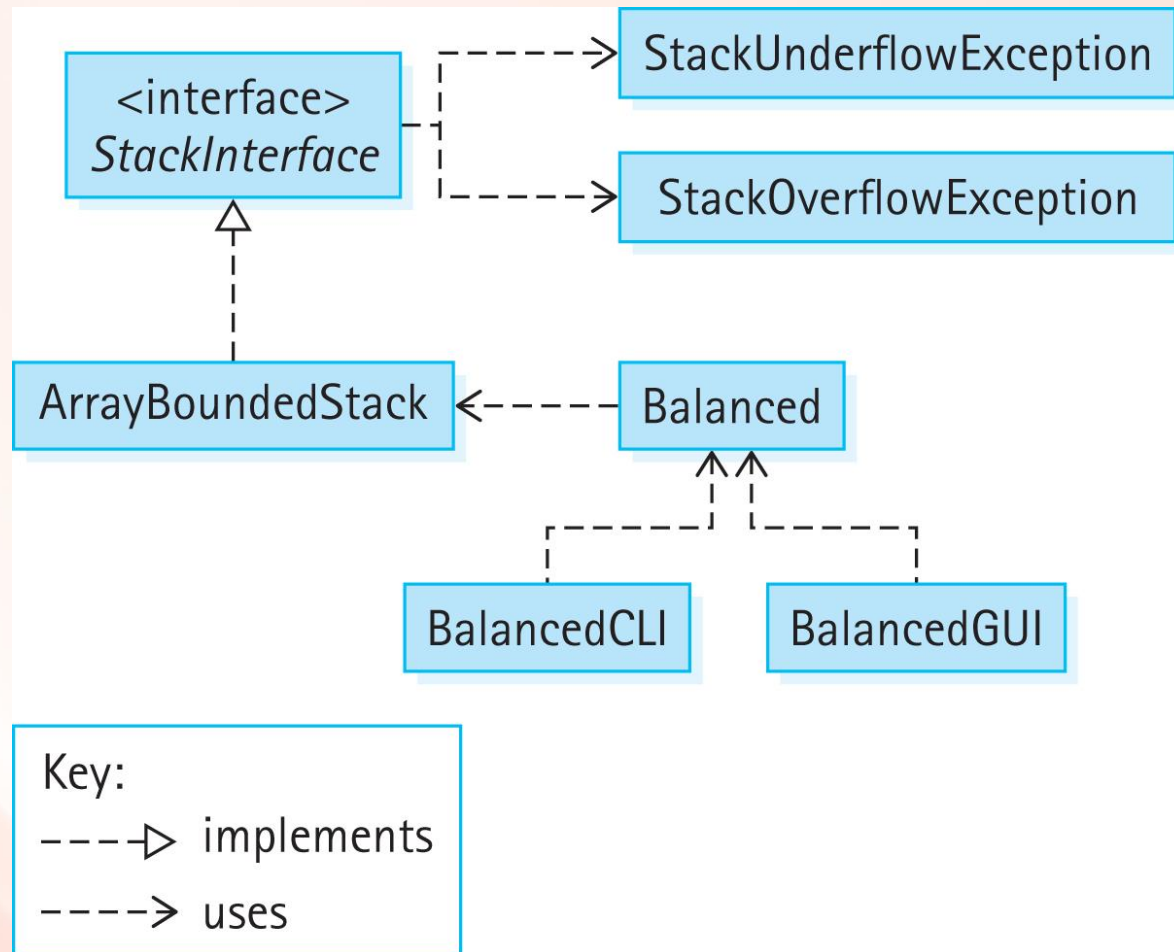 <interface>
StackInterface
StackUnderflowException
StackOverflowException
ArrayBoundedStack
Balanced
BalancedCLI
BalancedGUI
Key:
implements
uses